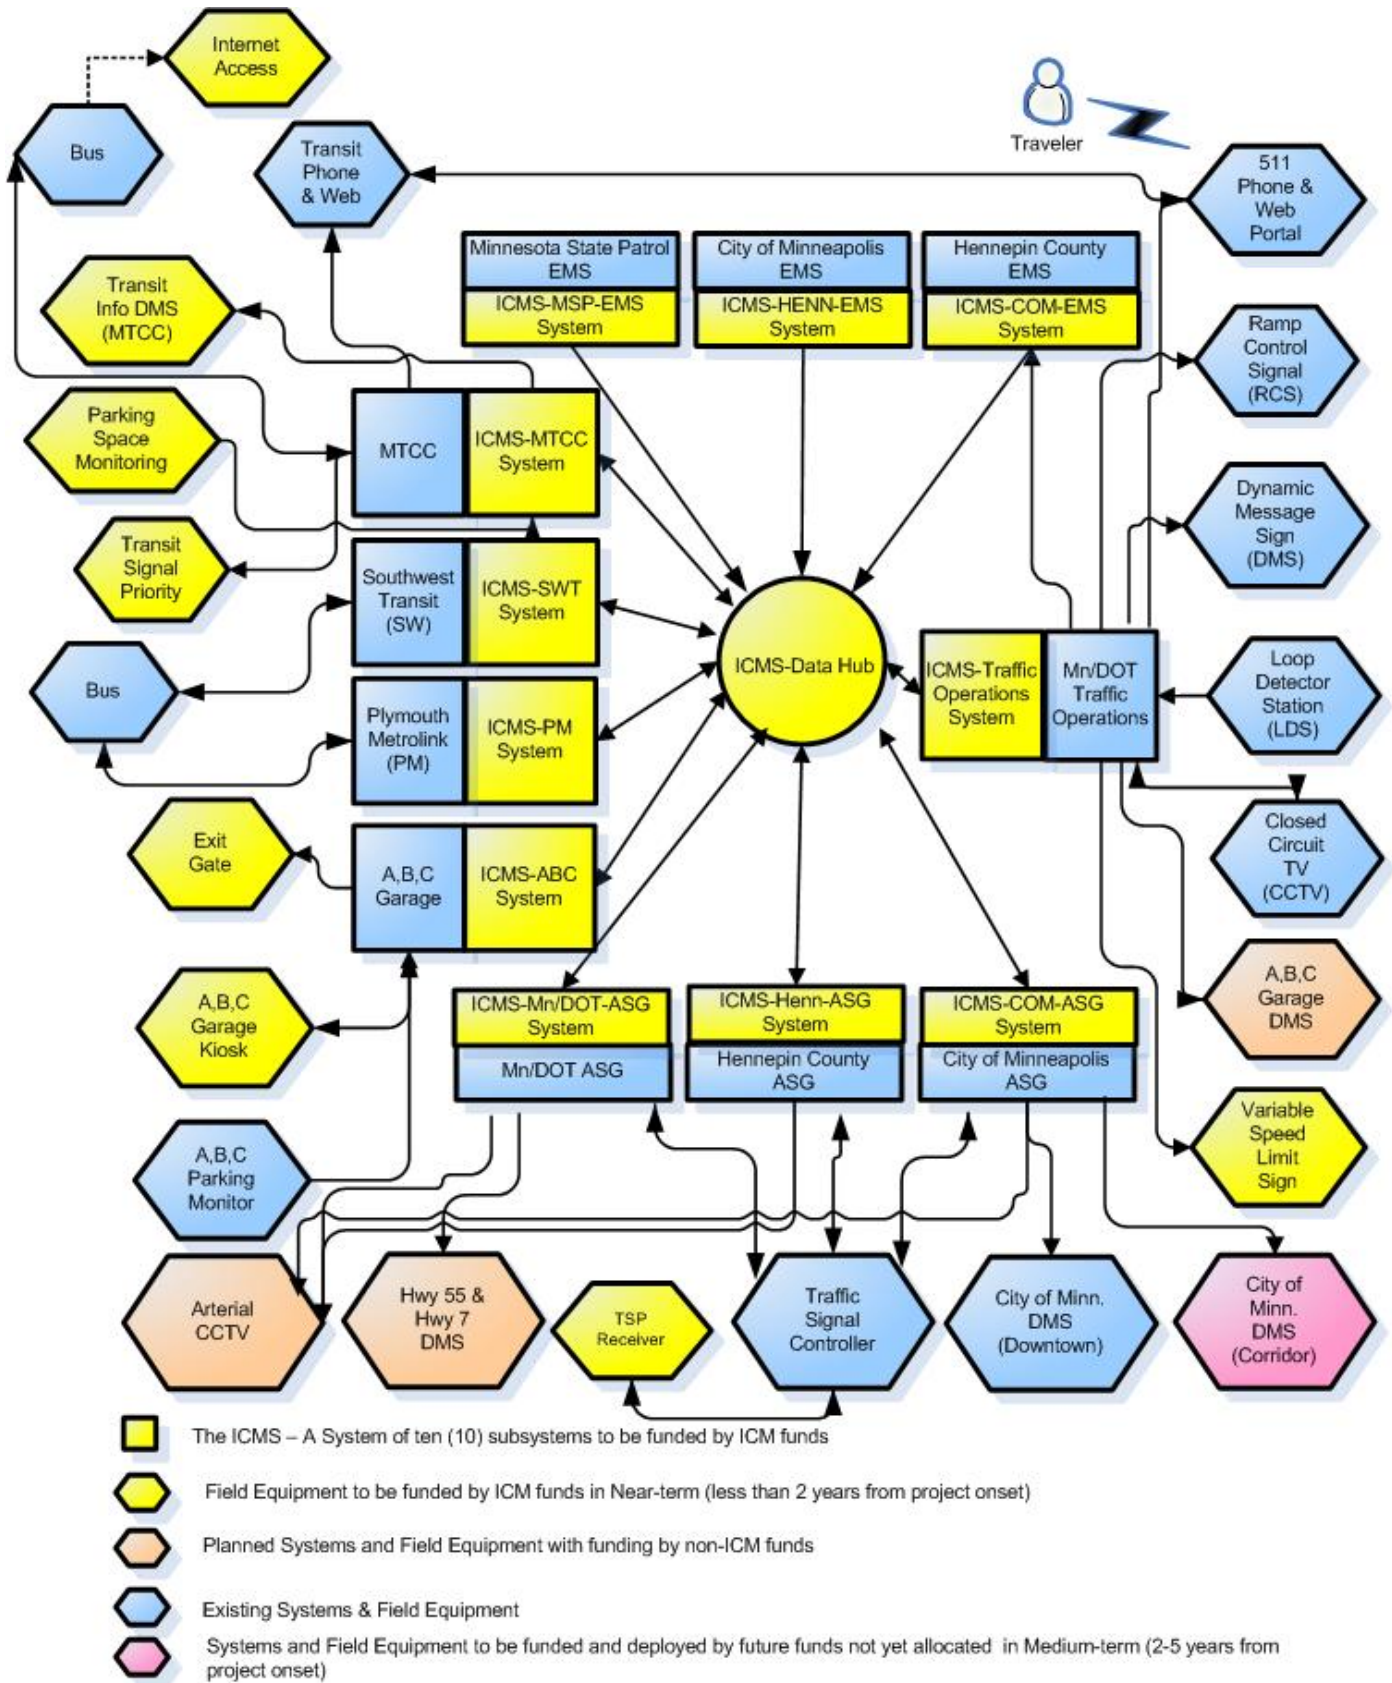 Internet
Access
Bus
Transit
Phone
& Web
Traveler
511
Phone &
Web
Portal
Minnesota State Patrol
EMS
ICMS-MSP-EMS
System
City of Minneapolis
EMS
ICMS-HENN-EMS
System
Hennepin County
EMS
ICMS-COM-EMS
System
Transit
Info DMS
(MTCC)
Ramp
Control
Signal
(RCS)
Parking
Space
Monitoring
MTCC
ICMS-MTCC
System
Dynamic
Message
Sign
(DMS)
Transit
Signal
Priority
Southwest
Transit
(SW)
ICMS-SWT
System
ICMS-Data Hub
ICMS-Traffic
Operations
System
Mn/DOT
Traffic
Operations
Loop
Detector
Station
(LDS)
Bus
Plymouth
Metrolink
(PM)
ICMS-PM
System
Exit
Gate
A,B,C
Garage
ICMS-ABC
System
Closed
Circuit
TV
(CCTV)
A,B,C
Garage
Kiosk
ICMS-Mn/DOT-ASG
System
Mn/DOT ASG
ICMS-Henn-ASG
System
Hennepin County
ASG
ICMS-COM-ASG
System
City of Minneapolis
ASG
A,B,C
Garage
DMS
A,B,C
Parking
Monitor
Variable
Speed
Limit
Sign
Arterial
CCTV
Hwy 55 &
Hwy 7
DMS
TSP
Receiver
Traffic
Signal
Controller
City of Minn.
DMS
(Downtown)
City of
Minn.
DMS
(Corridor)
The ICMS – A System of ten (10) subsystems to be funded by ICM funds
Field Equipment to be funded by ICM funds in Near-term (less than 2 years from project onset)
Planned Systems and Field Equipment with funding by non-ICM funds
Existing Systems & Field Equipment
Systems and Field Equipment to be funded and deployed by future funds not yet allocated in Medium-term (2-5 years from
project onset)